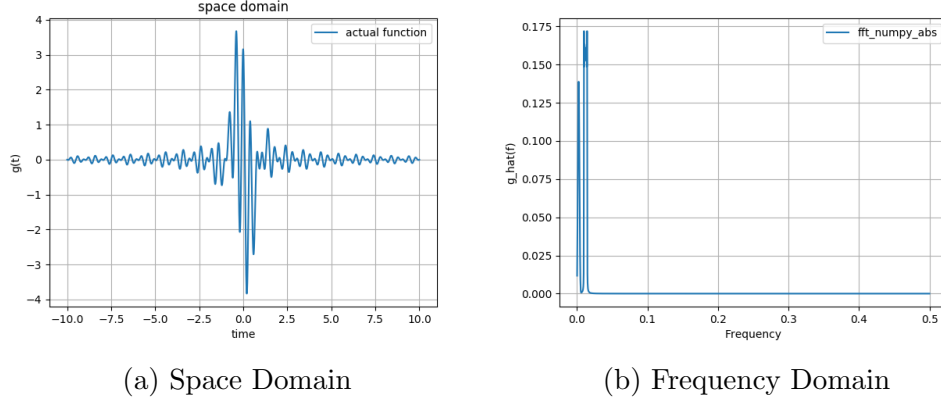 space domain
actual function
g(t)
4
3
2
1
0
−1
−2
−3
−4
−10.0 −7.5 −5.0 −2.5 0.0 2.5 5.0 7.5 10.0
time
(a) Space Domain
fft_numpy_abs
g_hat(f)
0.175
0.150
0.125
0.100
0.075
0.050
0.025
0.000
0.0 0.1 0.2 0.3 0.4 0.5
Frequency
(b) Frequency Domain